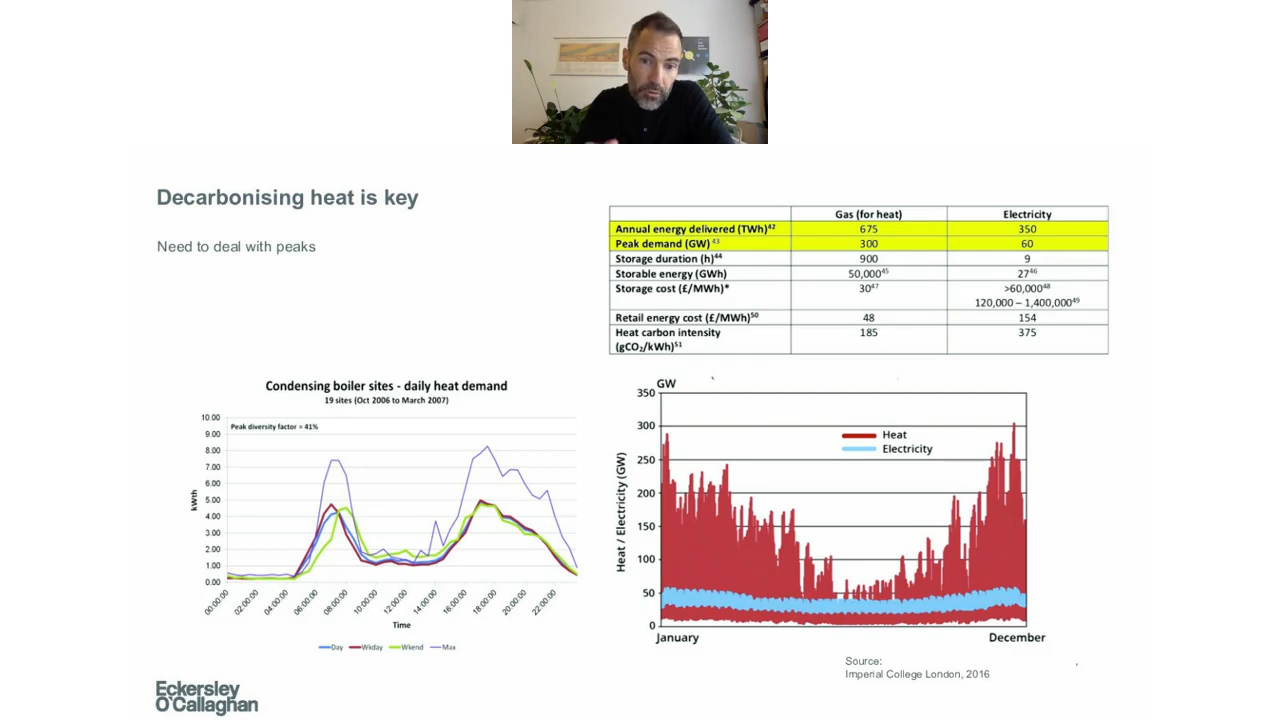 Decarbonising heat is key
Need to deal with peaks
Gas (for heat) Electricity
Annual energy delivered (TWh)⁴² 675 350
Peak demand (GW) ⁴³ 300 60
Storage duration (h)⁴⁴ 900 9
Storable energy (GWh) 50,000⁴⁵ 27⁴⁶
Storage cost (£/MWh)* 30⁴⁷ >60,000⁴⁸
120,000 – 1,400,000⁴⁹
Retail energy cost (£/MWh)⁵⁰ 48 154
Heat carbon intensity 185 375
(gCO₂/kWh)⁵¹
Condensing boiler sites - daily heat demand
19 sites (Oct 2006 to March 2007)
Peak diversity factor = 41%
kWth
10.00
9.00
8.00
7.00
6.00
5.00
4.00
3.00
2.00
1.00
0.00
00:00:00 02:00:00 04:00:00 06:00:00 08:00:00 10:00:00 12:00:00 14:00:00 16:00:00 18:00:00 20:00:00 22:00:00
Time
Day Wkday Wkend Max
GW
Heat / Electricity (GW)
350
300
250
200
150
100
50
0
Heat
Electricity
January December
Source:
Imperial College London, 2016
Eckersley
O'Callaghan